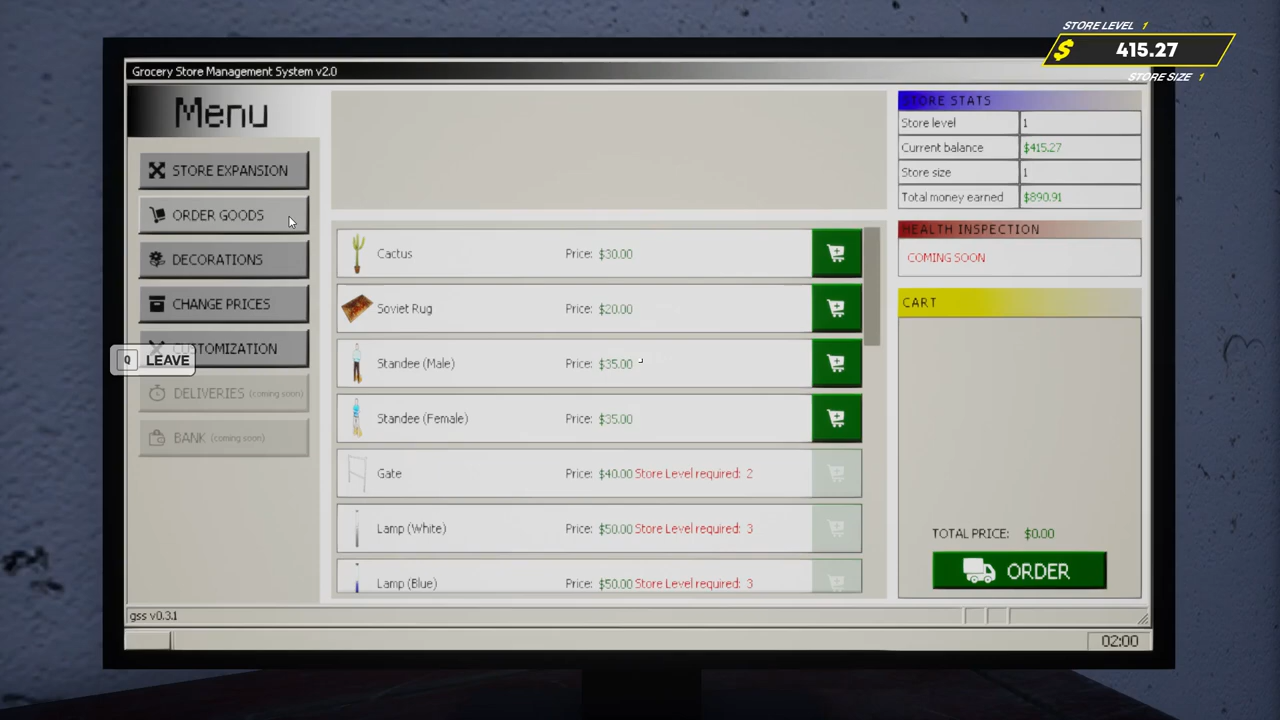 STORE LEVEL 1
$ 415.27
STORE SIZE 1
Grocery Store Management System v2.0
Menu
STORE EXPANSION
ORDER GOODS
DECORATIONS
CHANGE PRICES
CUSTOMIZATION
Q LEAVE
DELIVERIES (coming soon)
BANK (coming soon)
Cactus Price: $30.00
Soviet Rug Price: $20.00
Standee (Male) Price: $35.00
Standee (Female) Price: $35.00
Gate Price: $40.00 Store Level required: 2
Lamp (White) Price: $50.00 Store Level required: 3
Lamp (Blue) Price: $50.00 Store Level required: 3
STORE STATS
Store level 1
Current balance $415.27
Store size 1
Total money earned $890.91
HEALTH INSPECTION
COMING SOON
CART
TOTAL PRICE: $0.00
ORDER
gss v0.3.1
02:00